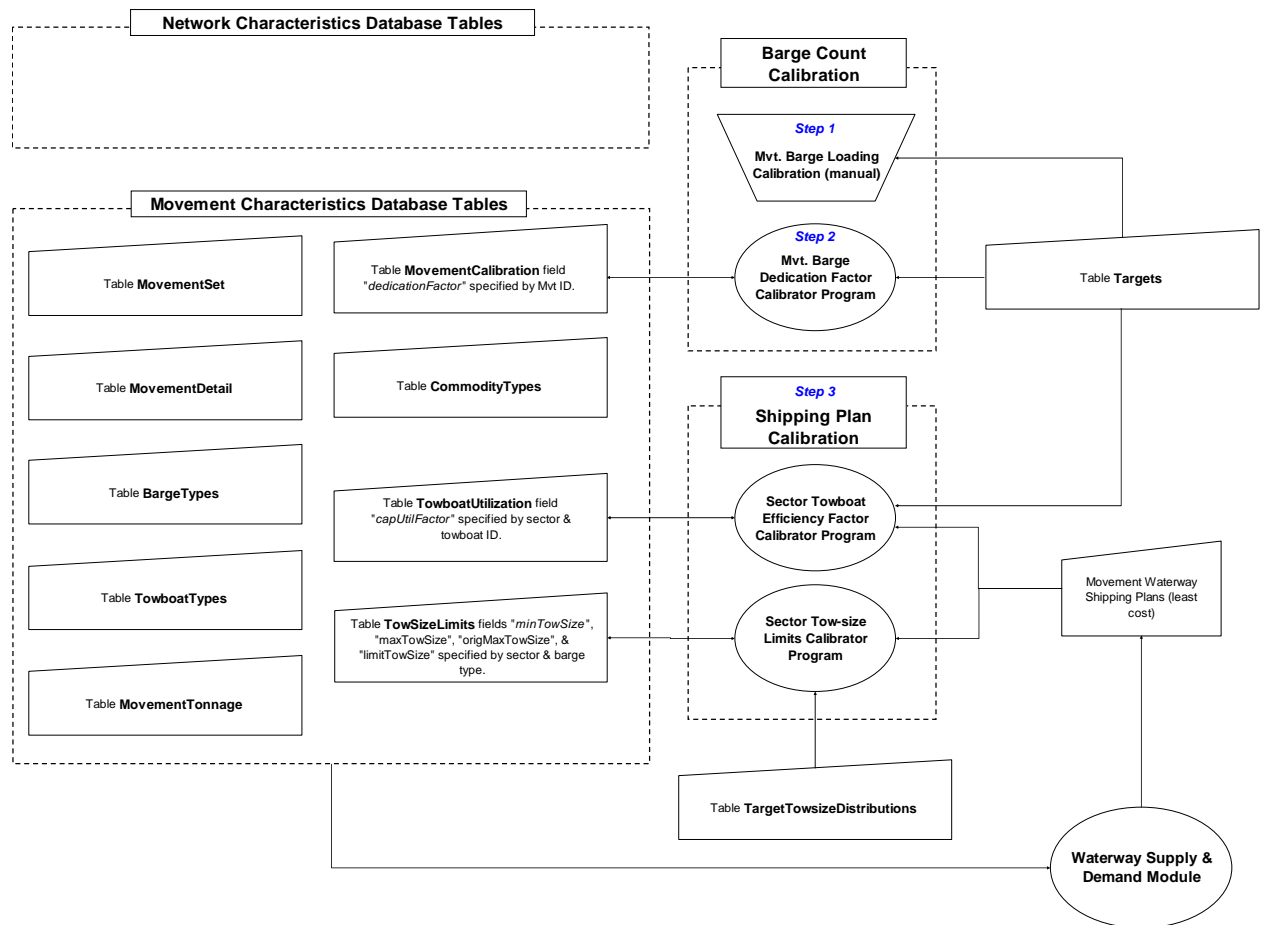 Network Characteristics Database Tables
Barge Count
Calibration
Step 1
Mvt. Barge Loading
Calibration (manual)
Movement Characteristics Database Tables
Table MovementSet
Table MovementCalibration field
"dedicationFactor" specified by Mvt ID.
Step 2
Mvt. Barge
Dedication Factor
Calibrator Program
Table Targets
Table MovementDetail
Table CommodityTypes
Step 3
Shipping Plan
Calibration
Table BargeTypes
Table TowboatUtilization field
"capUtilFactor" specified by sector &
towboat ID.
Sector Towboat
Efficiency Factor
Calibrator Program
Table TowboatTypes
Movement Waterway
Shipping Plans (least
cost)
Table TowSizeLimits fields "minTowSize",
"maxTowSize", "origMaxTowSize", &
"limitTowSize" specified by sector & barge
type.
Sector Tow-size
Limits Calibrator
Program
Table MovementTonnage
Table TargetTowsizeDistributions
Waterway Supply &
Demand Module